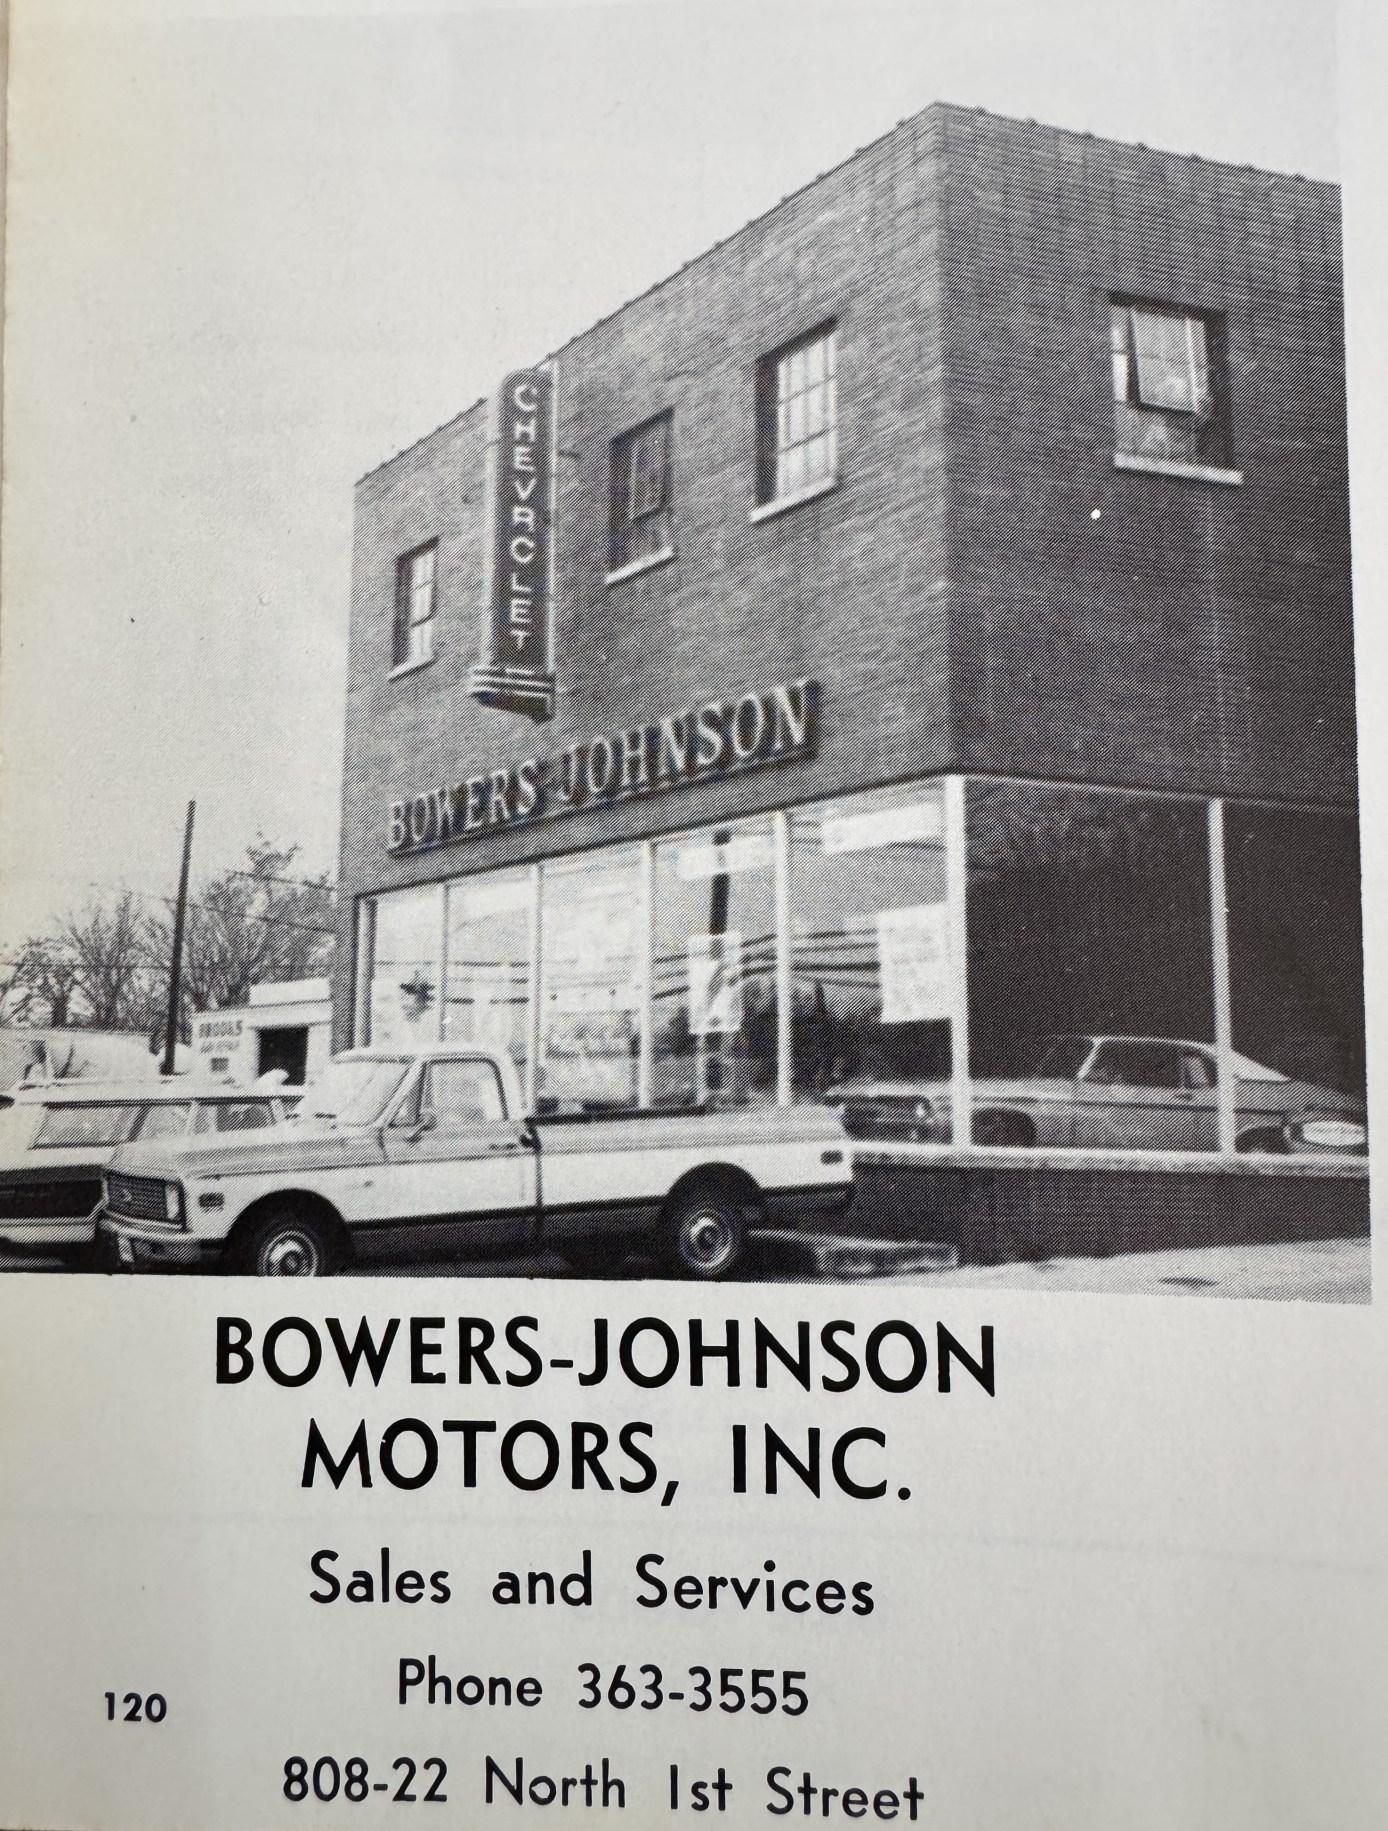 CHEVROLET
BOWERS-JOHNSON
BOWERS-JOHNSON
MOTORS, INC.
Sales and Services
Phone 363-3555
120
808-22 North 1st Street